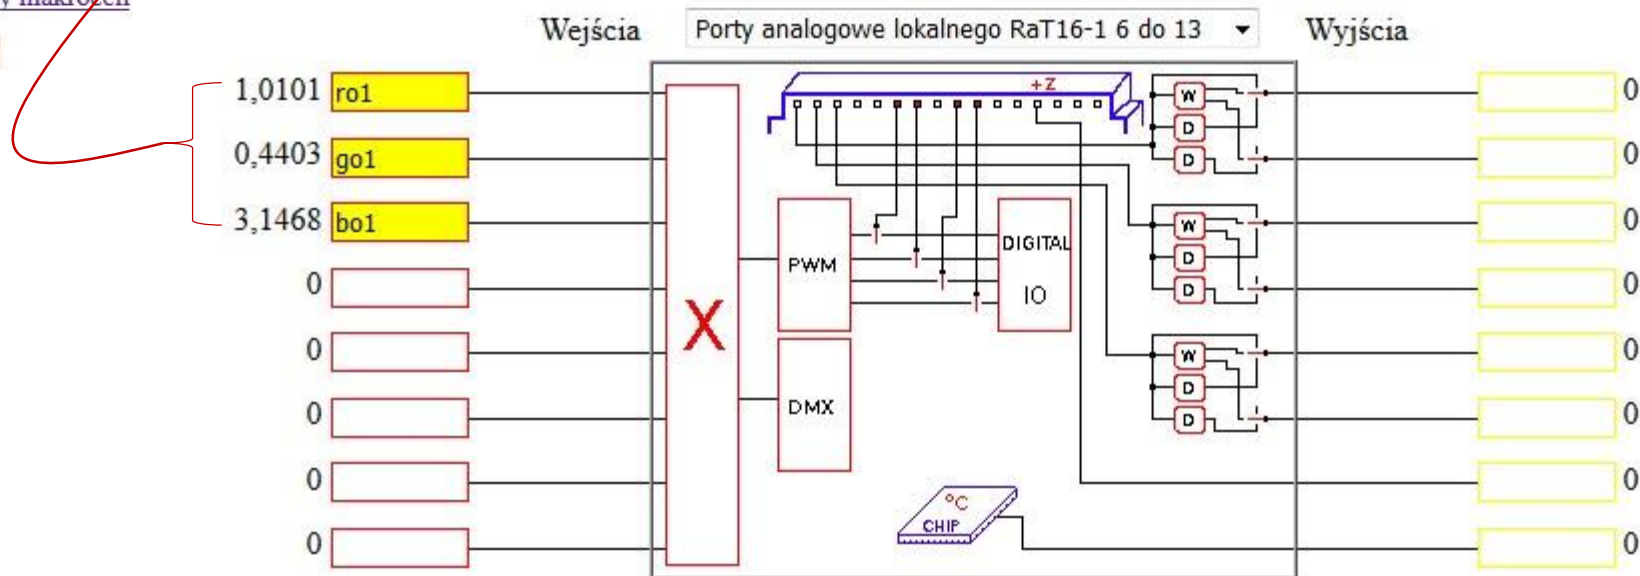 y makroceń
Wejścia Porty analogowe lokalnego RaT16-1 6 do 13 Wyjścia
1,0101 ro1 +Z W 0
D
0,4403 go1 D 0
3,1468 bo1 W 0
PWM DIGITAL D
0 IO D 0
X
0 W 0
D
0 DMX D 0
0 °C 0
CHIP
0 0